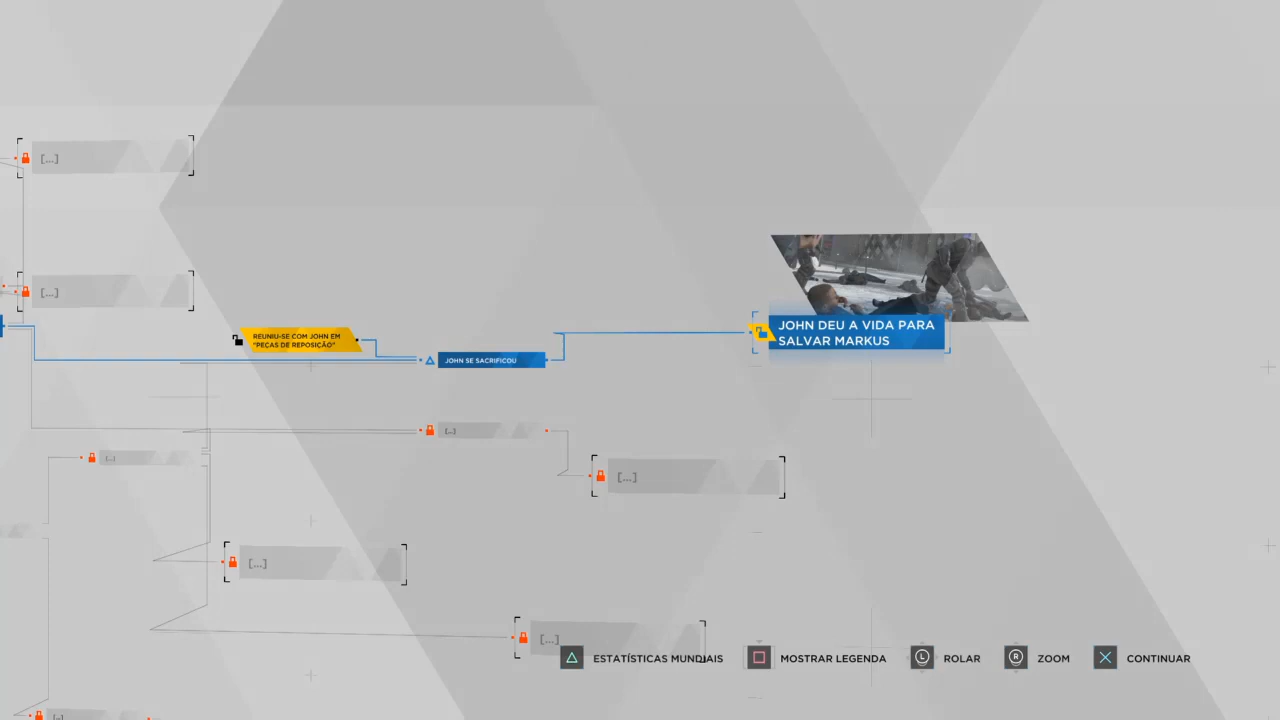 [...]
[...]
REUNIU-SE COM JOHN EM
"PEÇAS DE REPOSIÇÃO"
JOHN SE SACRIFICOU
JOHN DEU A VIDA PARA
SALVAR MARKUS
[...]
[...]
[...]
[...]
[...]
[...]
ESTATÍSTICAS MUNDIAIS
MOSTRAR LEGENDA
L
ROLAR
R
ZOOM
CONTINUAR